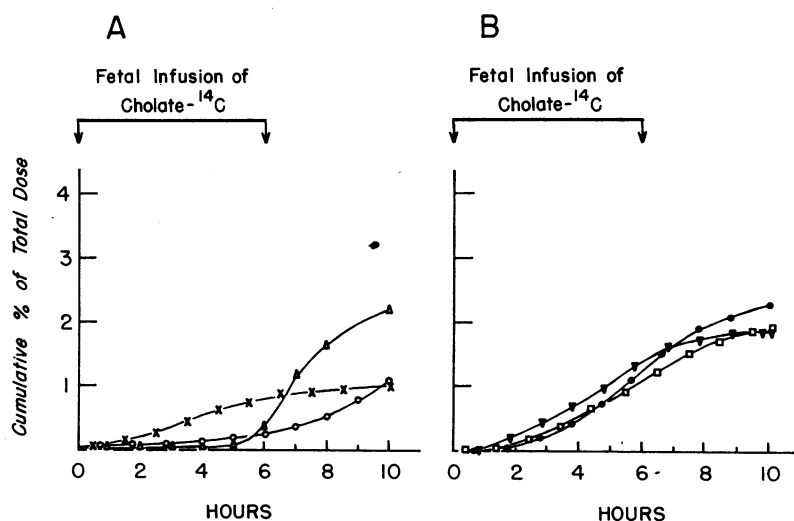 A
Fetal Infusion of
Cholate-¹⁴C
Cumulative % of Total Dose
4
3
2
1
0 2 4 6 8 10
HOURS
B
Fetal Infusion of
Cholate-¹⁴C
0 2 4 6 8 10
HOURS